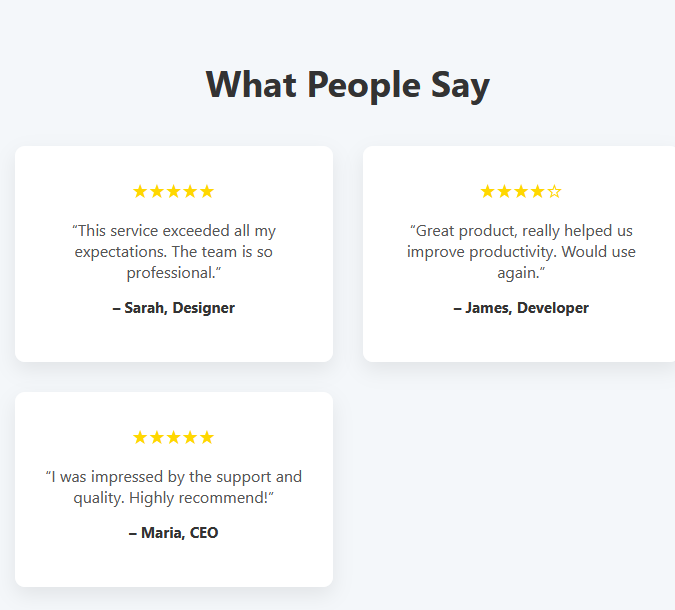 What People Say
★★★★★
“This service exceeded all my
expectations. The team is so
professional.”
– Sarah, Designer
★★★★☆
“Great product, really helped us
improve productivity. Would use
again.”
– James, Developer
★★★★★
“I was impressed by the support and
quality. Highly recommend!”
– Maria, CEO